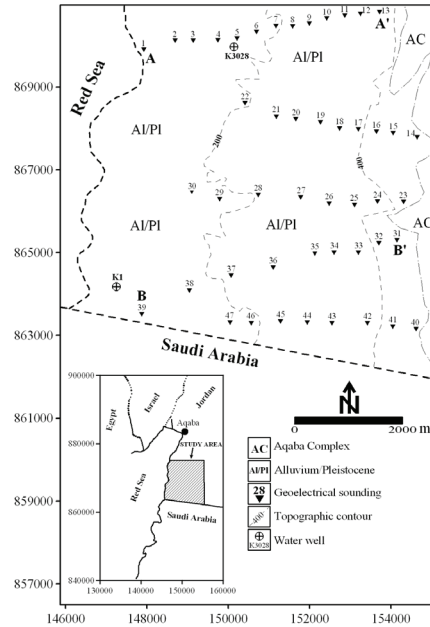 1
2
3
4
5
6
7
8
9
10
11
12
13
A'
AC
K3028
A
Al/Pl
869000
Red Sea
22
200
21
20
19
18
17
16
15
14
400
Al/Pl
867000
30
29
28
27
26
25
24
23
Al/Pl
Al/Pl
AC
32
31
B'
865000
33
34
35
36
37
K1
B
38
39
47
46
45
44
43
42
41
40
863000
Saudi Arabia
N
0
2000 m
861000
859000
857000
900000
880000
860000
840000
Egypt
Israel
Jordan
Aqaba
STUDY AREA
Red Sea
Saudi Arabia
130000
140000
150000
160000
AC Aqaba Complex
Al/Pl Alluvium/Pleistocene
28 Geoelectrical sounding
400 Topographic contour
K3028 Water well
146000
148000
150000
152000
154000